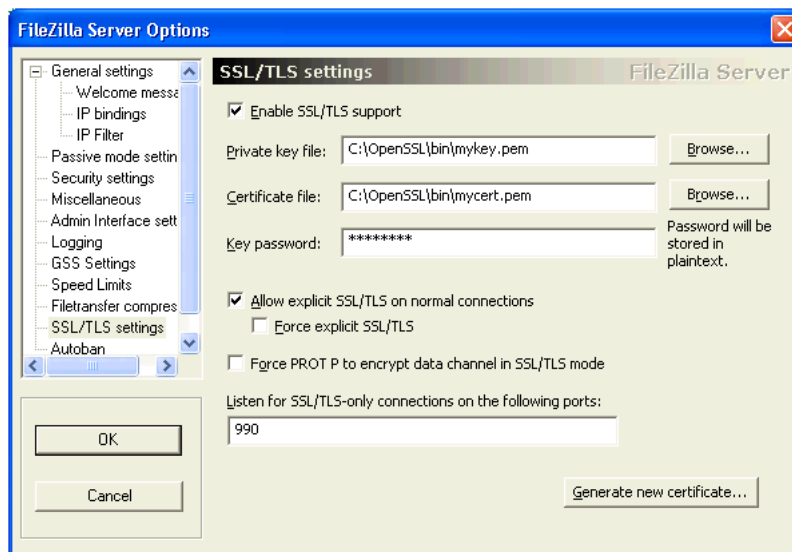 FileZilla Server Options
General settings
Welcome messa
IP bindings
IP Filter
Passive mode settin
Security settings
Miscellaneous
Admin Interface sett
Logging
GSS Settings
Speed Limits
Filetransfer compres
SSL/TLS settings
Autoban
OK
Cancel
SSL/TLS settings
FileZilla Server
Enable SSL/TLS support
Private key file: C:\OpenSSL\bin\mykey.pem Browse...
Certificate file: C:\OpenSSL\bin\mycert.pem Browse...
Key password: ********
Password will be
stored in
plaintext.
Allow explicit SSL/TLS on normal connections
Force explicit SSL/TLS
Force PROT P to encrypt data channel in SSL/TLS mode
Listen for SSL/TLS-only connections on the following ports:
990
Generate new certificate...